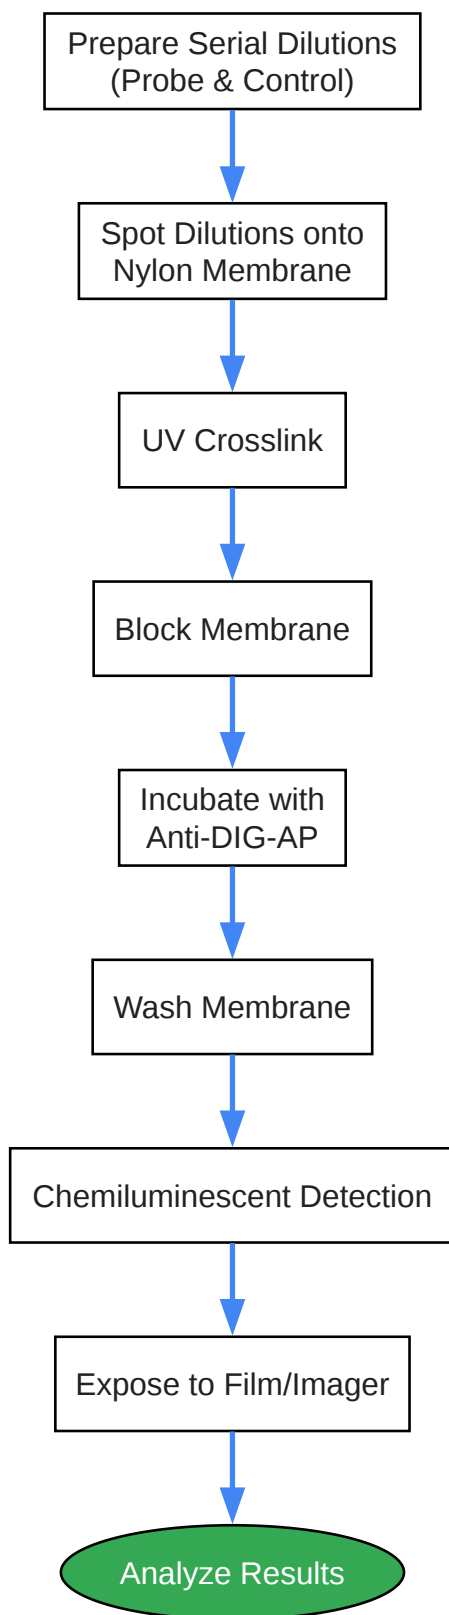 Prepare Serial Dilutions
(Probe & Control)
Spot Dilutions onto
Nylon Membrane
UV Crosslink
Block Membrane
Incubate with
Anti-DIG-AP
Wash Membrane
Chemiluminescent Detection
Expose to Film/Imager
Analyze Results